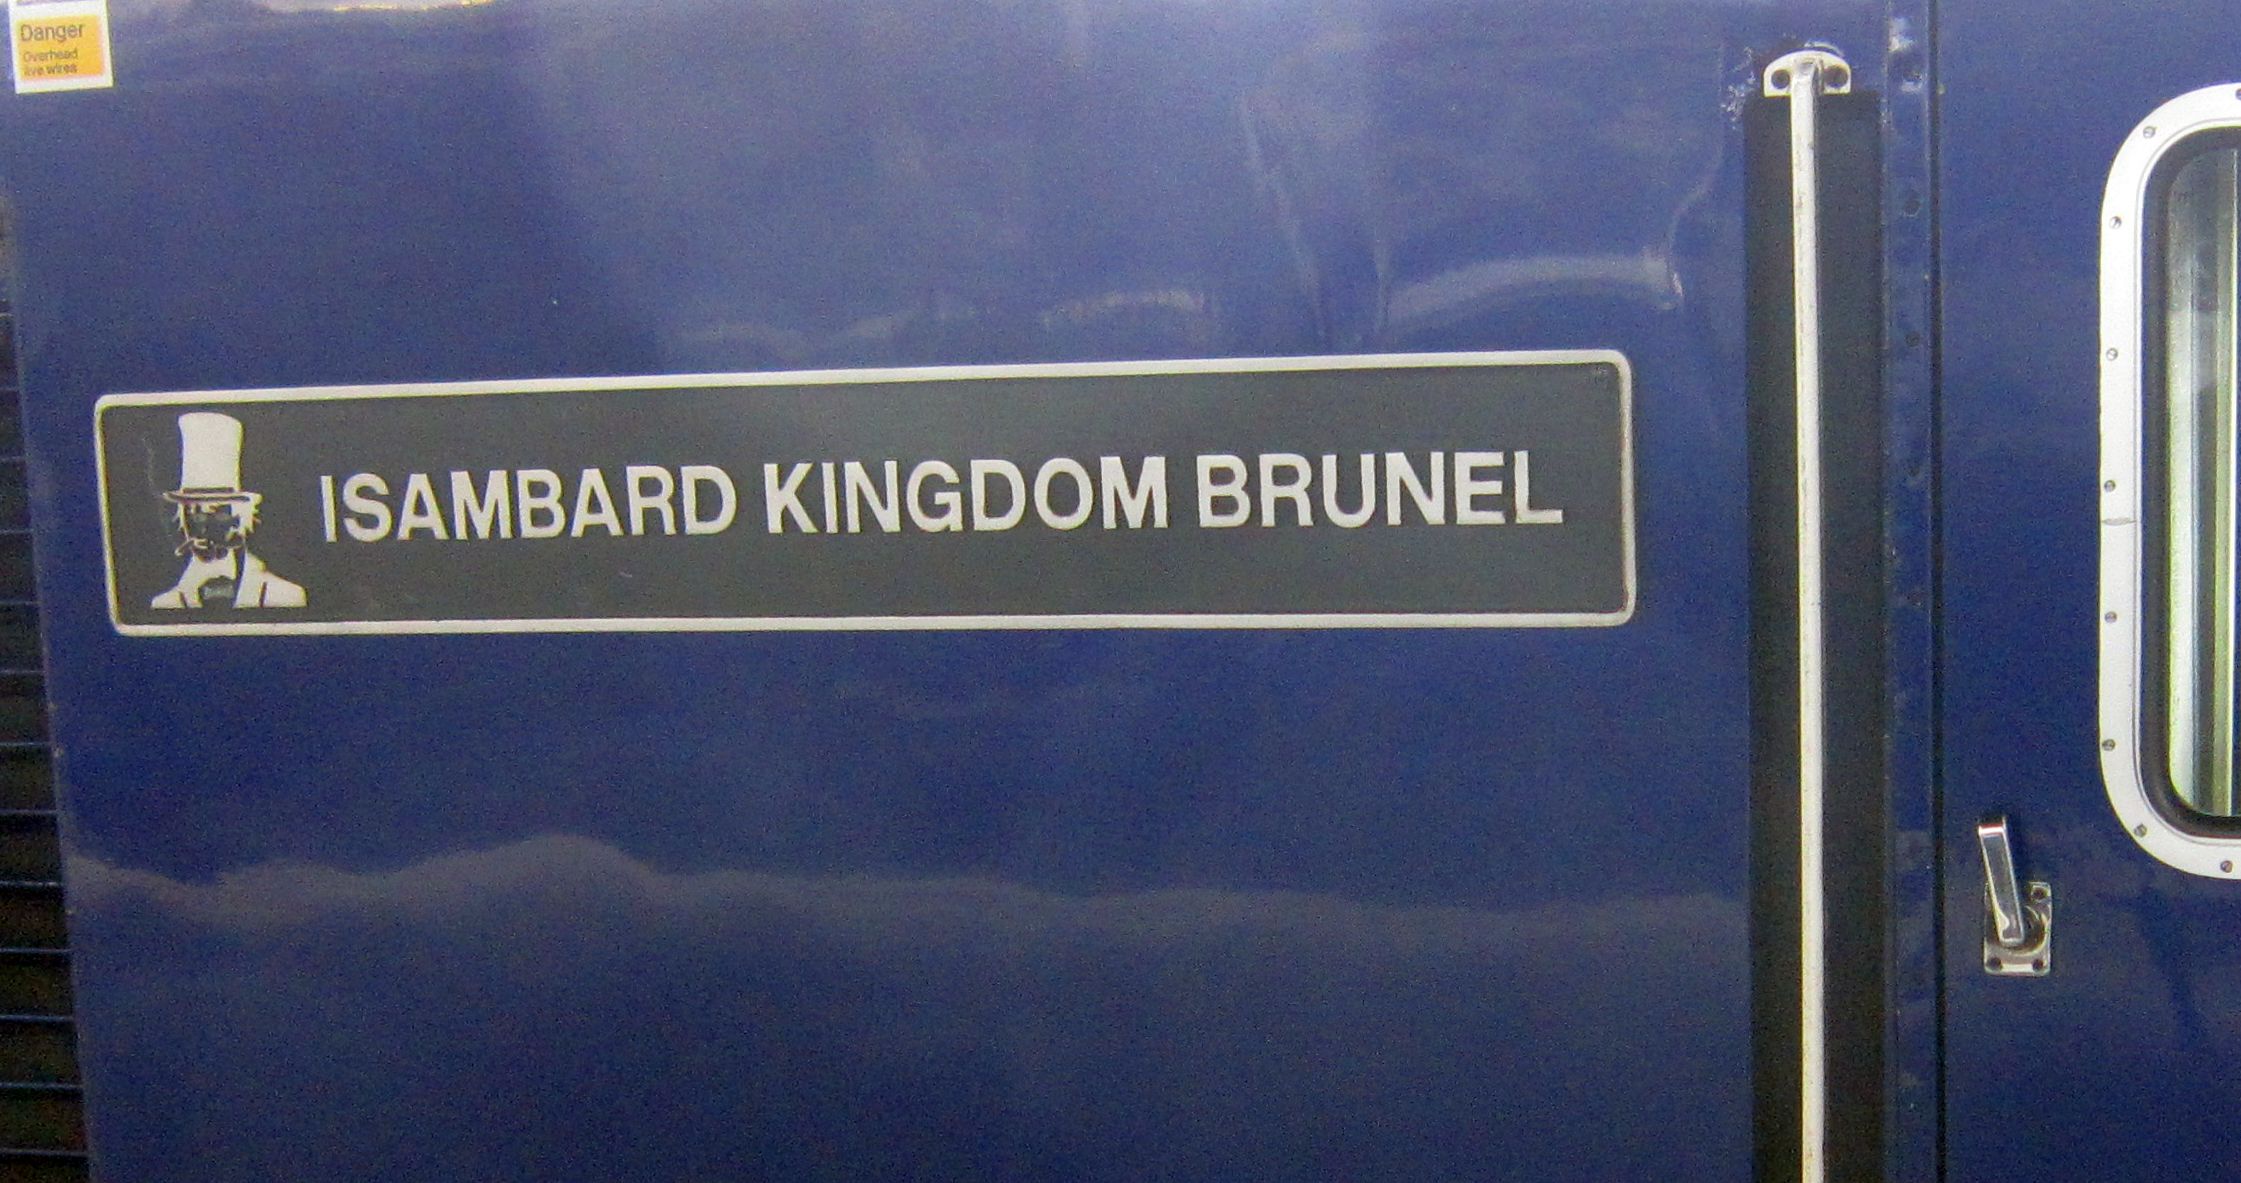 Danger
Overhead
live wires
ISAMBARD KINGDOM BRUNEL